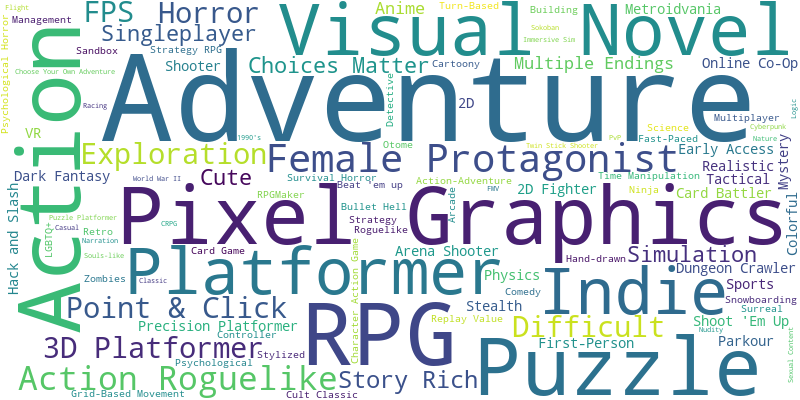 Flight
FPS
Horror
Anime
Turn-Based
Building
Metroidvania
Management
Singleplayer
Visual Novel
Sokoban
Immersive Sim
Psychological Horror
Sandbox
Strategy RPG
Shooter
Choices Matter
Cartoony
Multiple Endings
Online Co-Op
Choose Your Own Adventure
Racing
Action
Adventure
Detective
2D
Logic
VR
1990's
Multiplayer
Science
Cyberpunk
Fast-Paced
PvP
Nature
Exploration
Otome
Twin Stick Shooter
Early Access
Female Protagonist
Mystery
Dark Fantasy
World War II
Cute
Survival Horror
Time Manipulation
Realistic
Tactical
Beat 'em up
Action-Adventure
Hack and Slash
RPGMaker
2D Fighter
Ninja
Card Battler
Pixel Graphics
Bullet Hell
Arcade
FMV
Colorful
Puzzle Platformer
Casual
CRPG
Strategy
Retro
LGBTQ+
Narration
Roguelike
Souls-like
Card Game
Arena Shooter
Hand-drawn
Simulation
Platformer
Character Action Game
Physics
Dungeon Crawler
Zombies
Classic
Indie
Sports
Comedy
Point & Click
RPG
Stealth
Snowboarding
Surreal
Precision Platformer
Replay Value
Difficult
Shoot 'Em Up
Controller
Nudity
First-Person
Parkour
3D Platformer
Stylized
Puzzle
Sexual Content
Psychological
Action Roguelike
Story Rich
Grid-Based Movement
Cult Classic